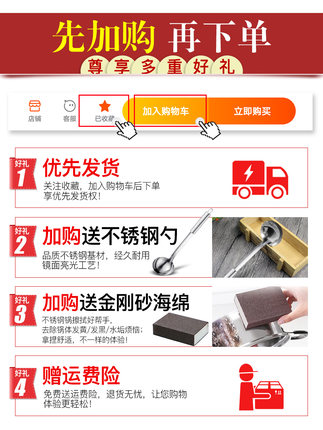 先加购 再下单
尊享多重好礼
店铺 客服 已收藏 加入购物车 立即购买
好礼 1
优先发货
关注收藏，加入购物车后下单
享优先发货权！
好礼 2
加购送不锈钢勺
品质不锈钢基材，经久耐用
镜面亮光工艺！
好礼 3
加购送金刚砂海绵
不锈钢锅擦拭好帮手，
去除锅体发黄/发黑/水垢烦恼；
拿捏舒适，不一样的体验！
好礼 4
赠运费险
免费送运费险，退货无忧，让您购物
体验更轻松！